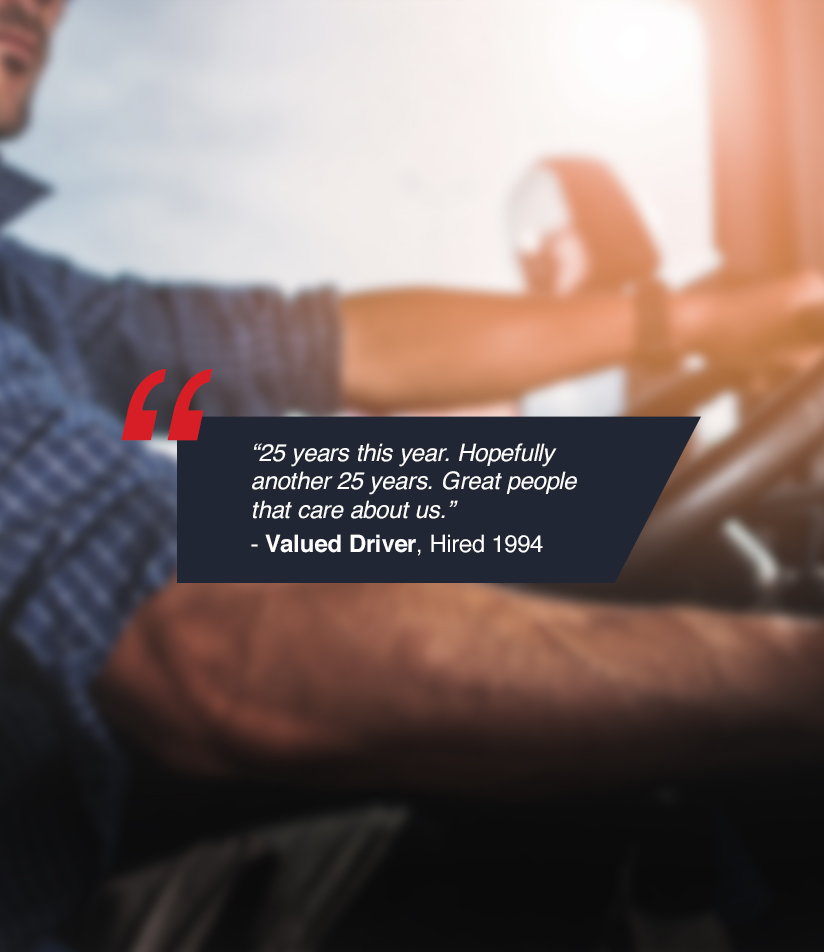 “25 years this year. Hopefully
another 25 years. Great people
that care about us.”
- Valued Driver, Hired 1994